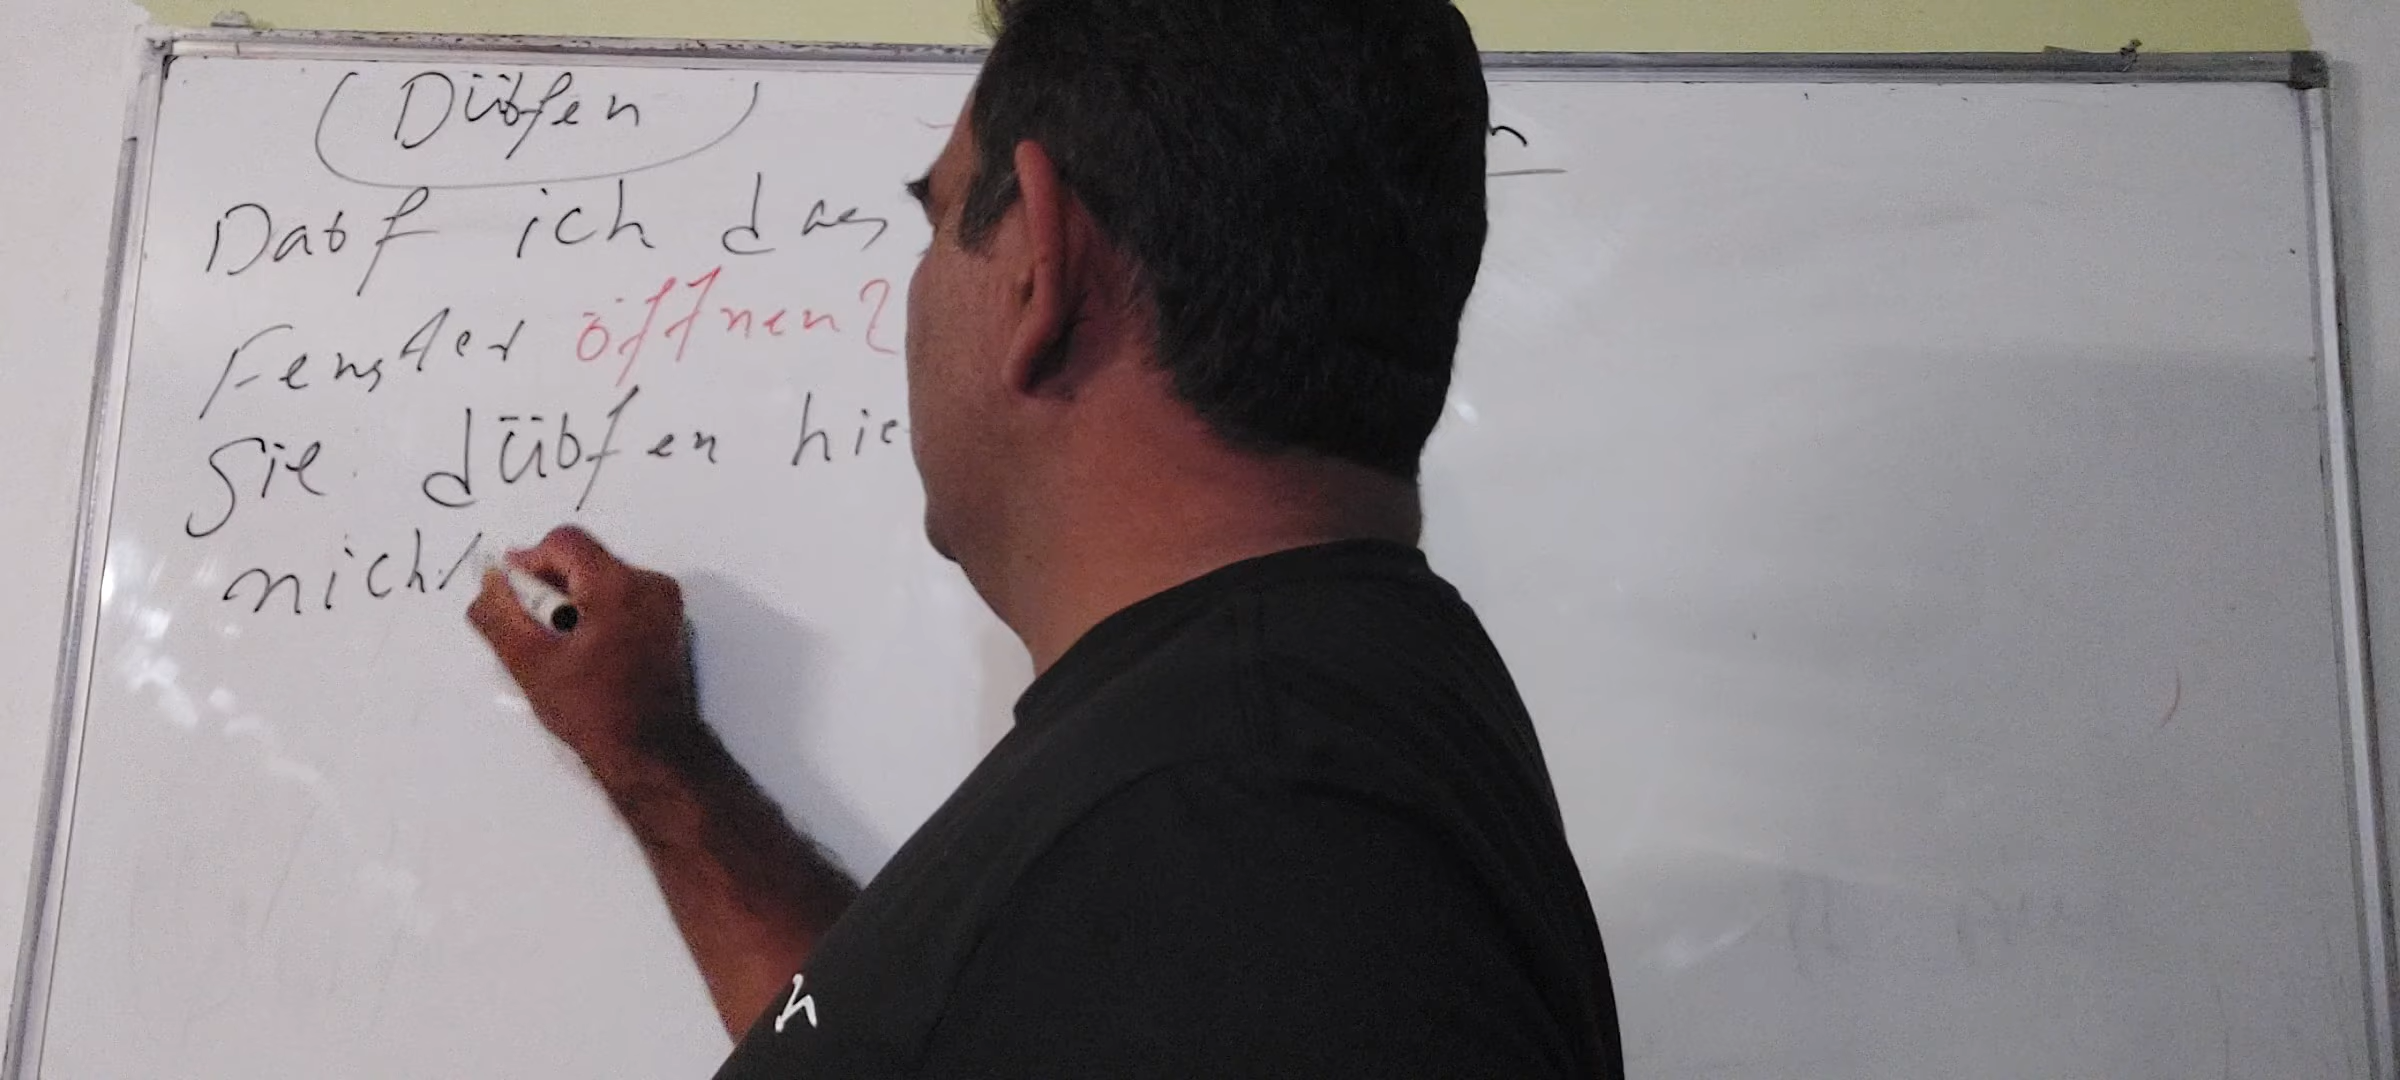 (Dürfen)
Darf ich das
Fenster öffnen?
Sie dürfen hie
nicht